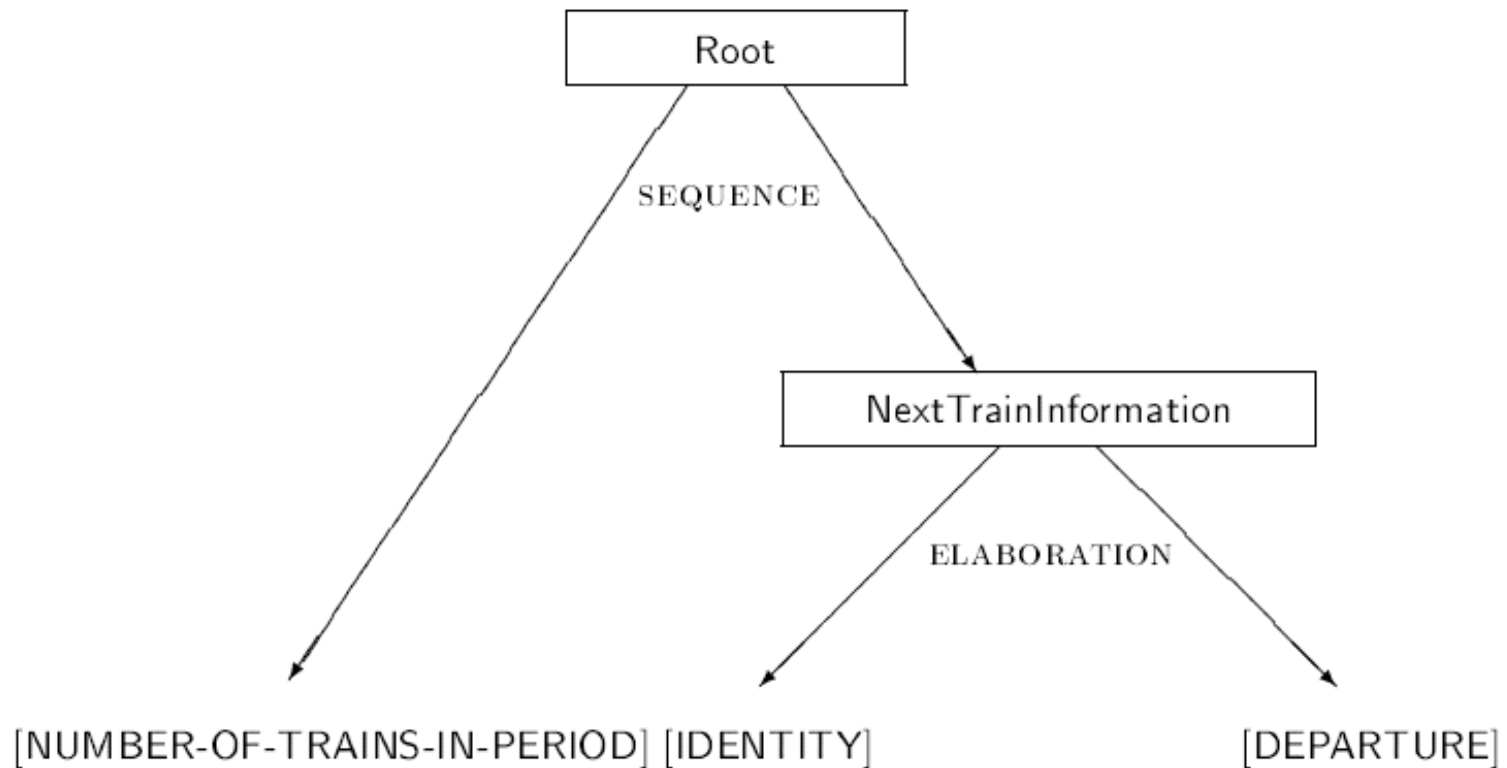 Root
SEQUENCE
NextTrainInformation
ELABORATION
[NUMBER-OF-TRAINS-IN-PERIOD] [IDENTITY] [DEPARTURE]